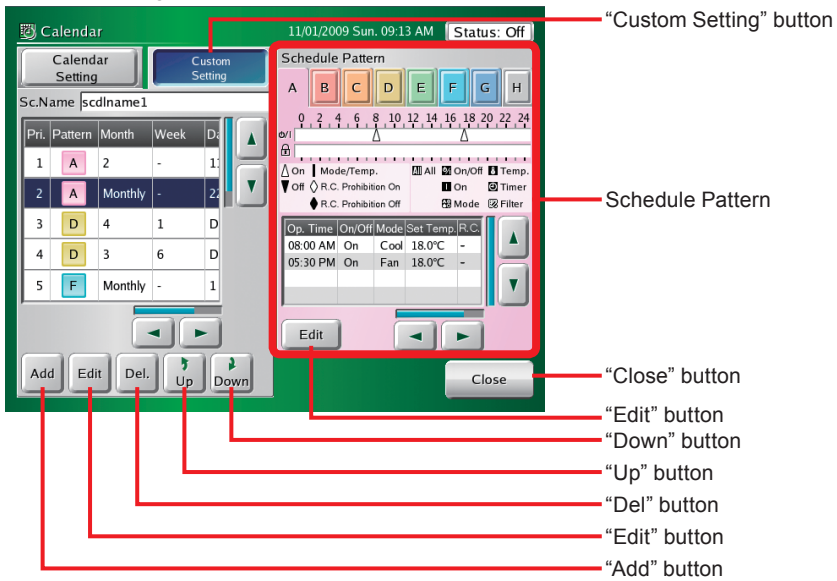 Calendar
11/01/2009 Sun. 09:13 AM
Status: Off
"Custom Setting" button
Calendar
Setting
Custom
Setting
Schedule Pattern
A B C D E F G H
Sc.Name scdlname1
Pri. Pattern Month Week Da
1 A 2 - 11
2 A Monthly - 22
3 D 4 1 D
4 D 3 6 D
5 F Monthly - 1
0 2 4 6 8 10 12 14 16 18 20 22 24
On Mode/Temp. All All On/Off Temp.
Off R.C. Prohibition On On Timer
R.C. Prohibition Off Mode Filter
Schedule Pattern
Op. Time On/Off Mode Set Temp. R.C.
08:00 AM On Cool 18.0°C -
05:30 PM On Fan 18.0°C -
Edit
Add Edit Del. Up Down
Close
"Close" button
"Edit" button
"Down" button
"Up" button
"Del" button
"Edit" button
"Add" button